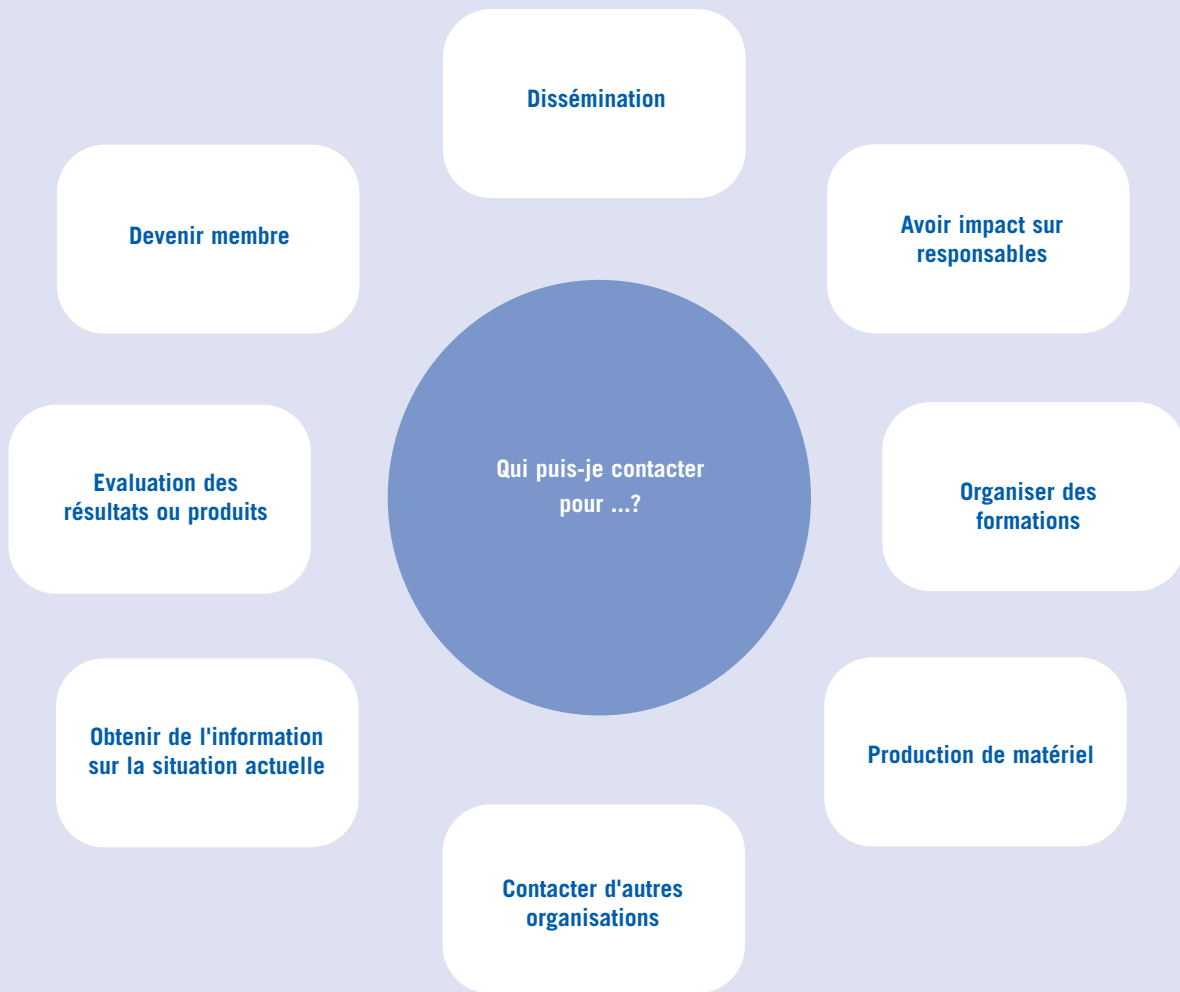 Dissémination
Devenir membre
Avoir impact sur
responsables
Qui puis-je contacter
pour ...?
Evaluation des
résultats ou produits
Organiser des
formations
Obtenir de l'information
sur la situation actuelle
Production de matériel
Contacter d'autres
organisations